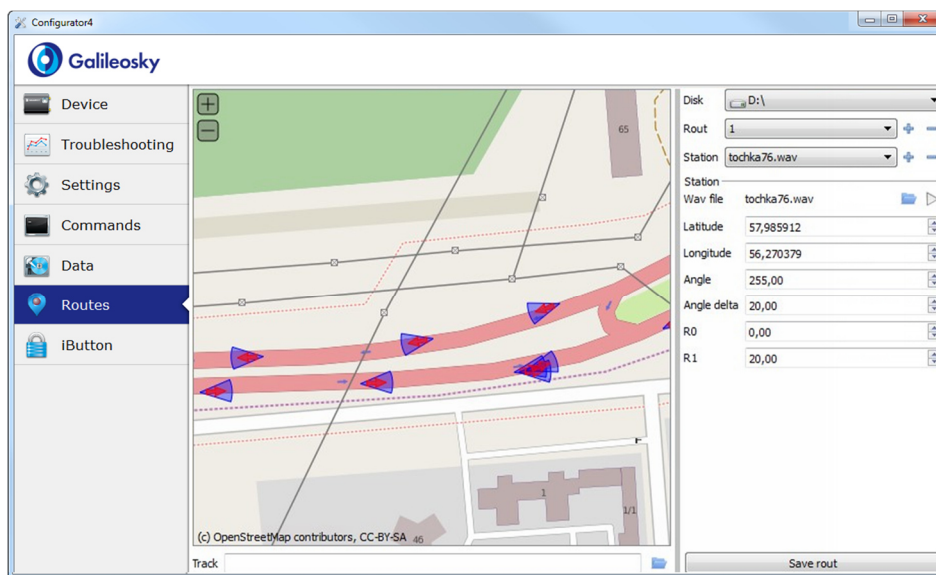 Configurator4
Galileosky
Device
Troubleshooting
Settings
Commands
Data
Routes
iButton
65
1
1/1
46
(c) OpenStreetMap contributors, CC-BY-SA
Track
Disk D:\
Rout 1
Station tochka76.wav
Station
Wav file tochka76.wav
Latitude 57,985912
Longitude 56,270379
Angle 255,00
Angle delta 20,00
R0 0,00
R1 20,00
Save rout